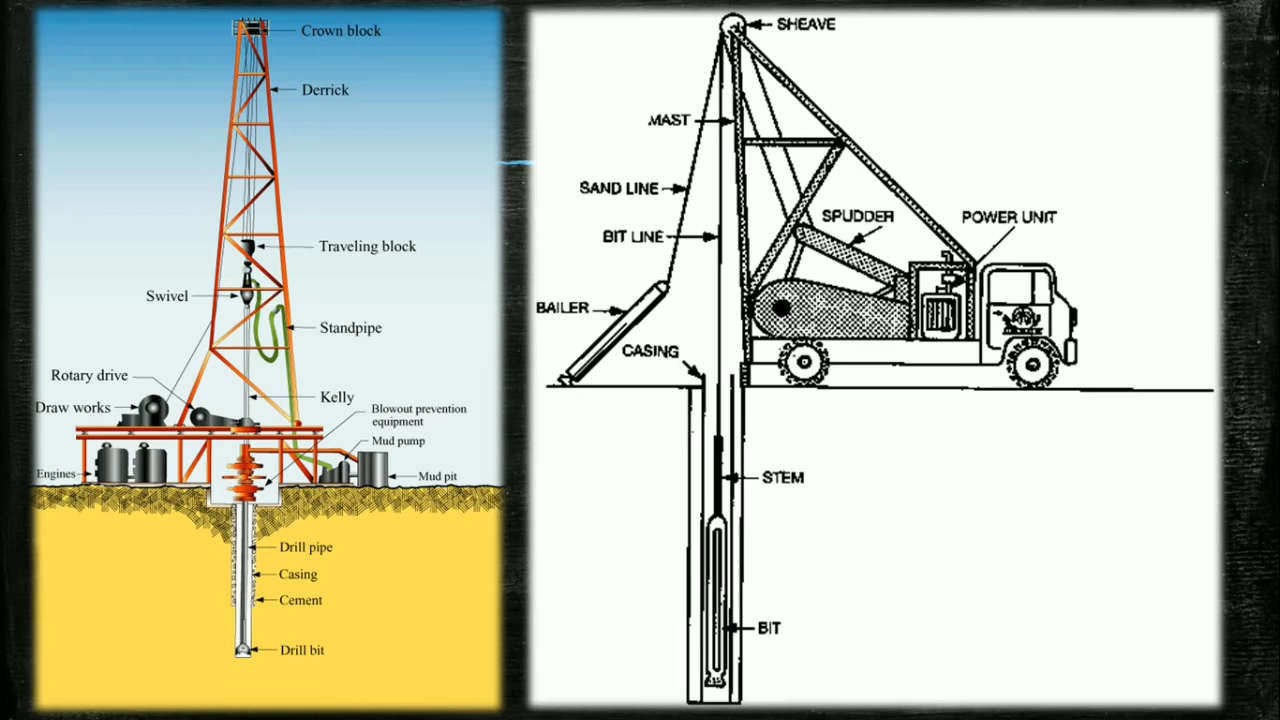 Crown block
Derrick
Traveling block
Swivel
Standpipe
Rotary drive
Kelly
Draw works
Blowout prevention
equipment
Mud pump
Engines
Mud pit
Drill pipe
Casing
Cement
Drill bit
SHEAVE
MAST
SAND LINE
SPUDDER
POWER UNIT
BIT LINE
BAILER
CASING
STEM
BIT